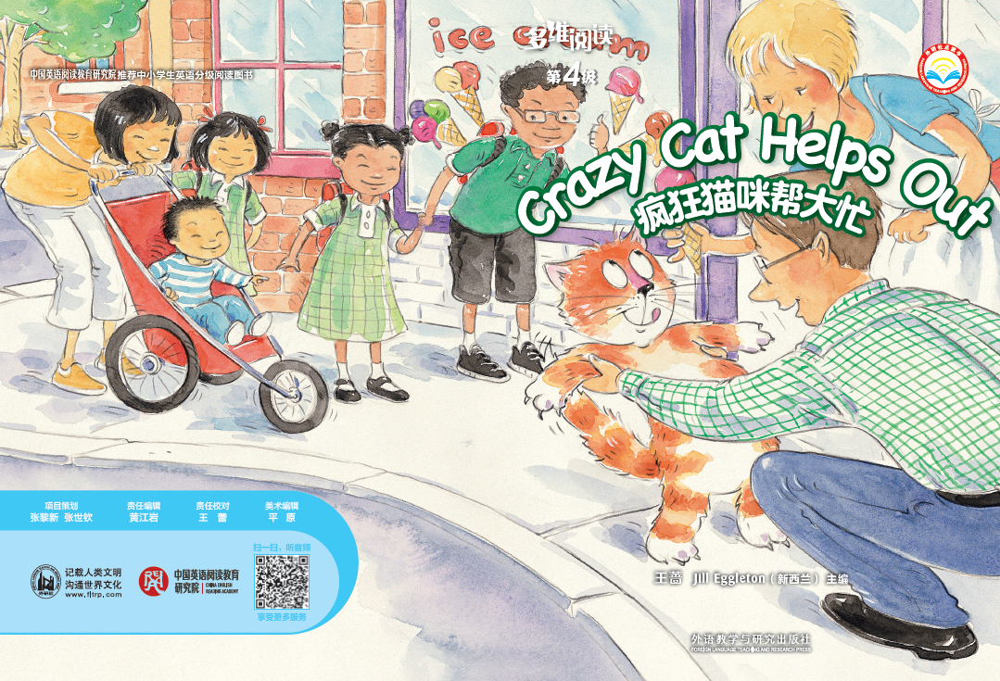 中国英语阅读教育研究院推荐中小学生英语分级阅读图书
ice cream
多维阅读
第4级
Crazy Cat Helps Out
疯狂猫咪帮大忙
项目策划
张黎新 张世钦
责任编辑
黄江岩
责任校对
王 蕾
美术编辑
平 原
记载人类文明
沟通世界文化
www.fltrp.com
中国英语阅读教育
研究院
CHINA ENGLISH
READING ACADEMY
扫一扫，听音频
享受更多服务
王蔷 Jill Eggleton（新西兰）主编
外语教学与研究出版社
FOREIGN LANGUAGE TEACHING AND RESEARCH PRESS